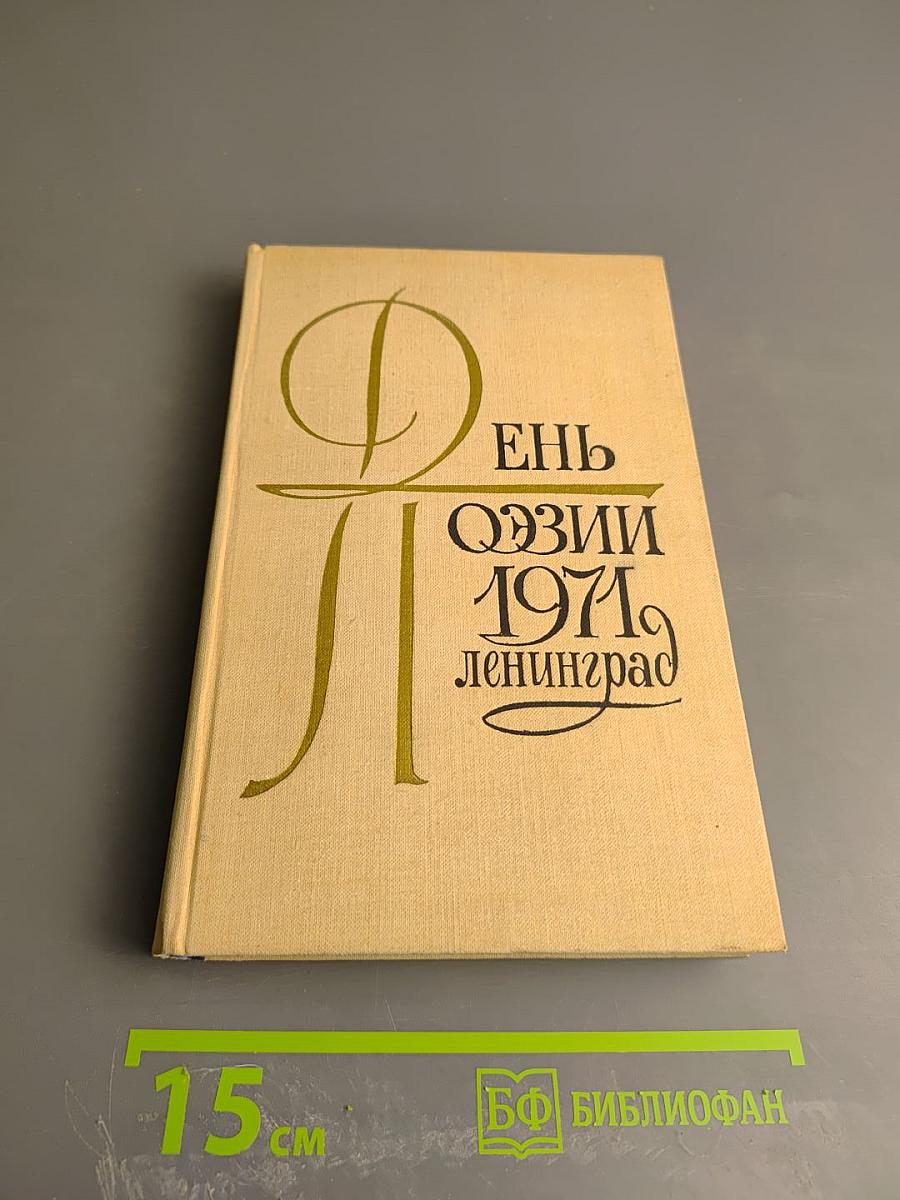 ДЕНЬ
ПОЭЗИИ
1971
ленинград
15 см
БФ БИБЛИОФАН